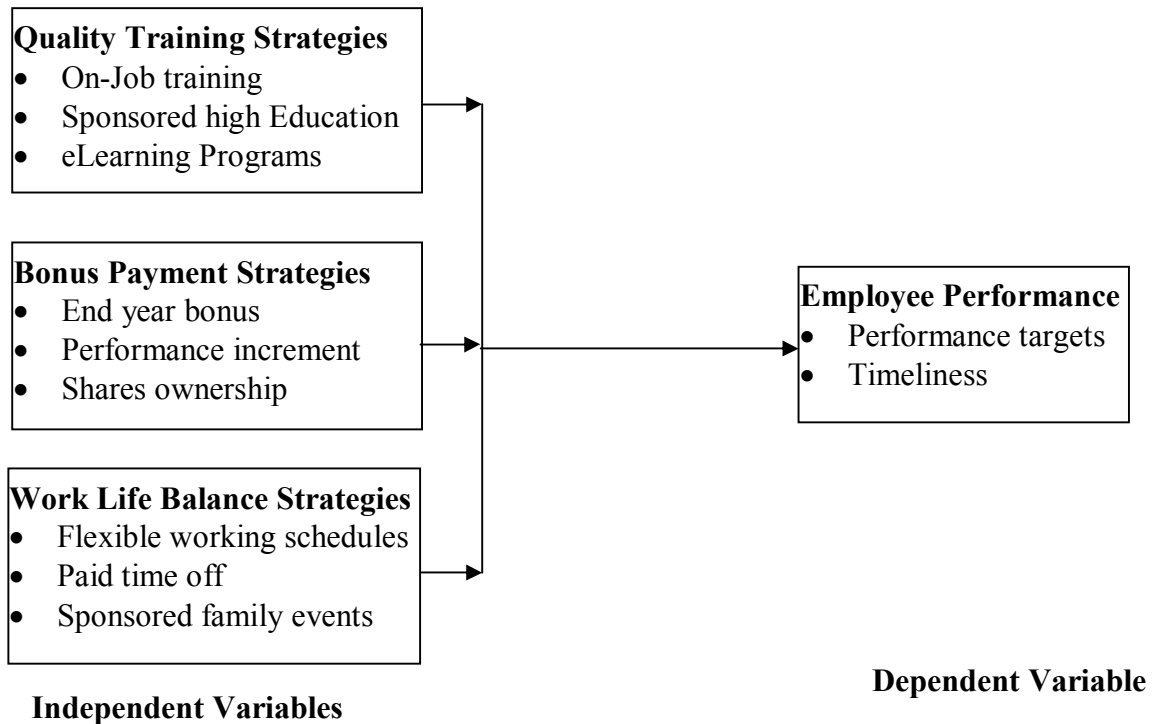 Quality Training Strategies
• On-Job training
• Sponsored high Education
• eLearning Programs
Bonus Payment Strategies
• End year bonus
• Performance increment
• Shares ownership
Work Life Balance Strategies
• Flexible working schedules
• Paid time off
• Sponsored family events
Independent Variables
Employee Performance
• Performance targets
• Timeliness
Dependent Variable